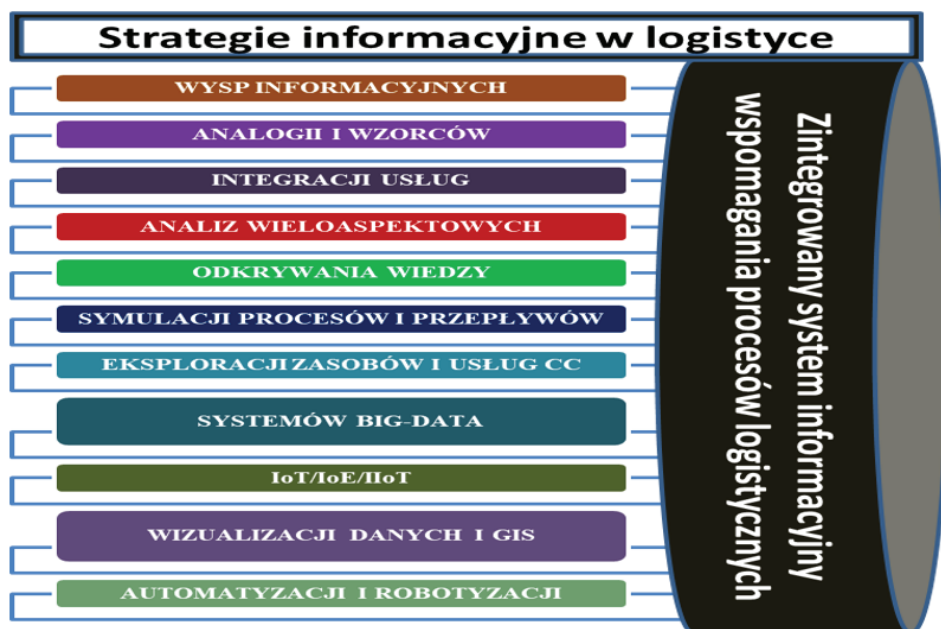 Strategie informacyjne w logistyce
WYSP INFORMACYJNYCH
ANALOGII I WZORCÓW
INTEGRACJI USŁUG
ANALIZ WIELOASPEKTOWYCH
ODKRYWANIA WIEDZY
SYMULACJI PROCESÓW I PRZEPŁYWÓW
EKSPLORACJI ZASOBÓW I USŁUG CC
SYSTEMÓW BIG-DATA
IoT/IoE/IIoT
WIZUALIZACJI DANYCH I GIS
AUTOMATYZACJI I ROBOTYZACJI
Zintegrowany system informacyjny
wspomagania procesów logistycznych